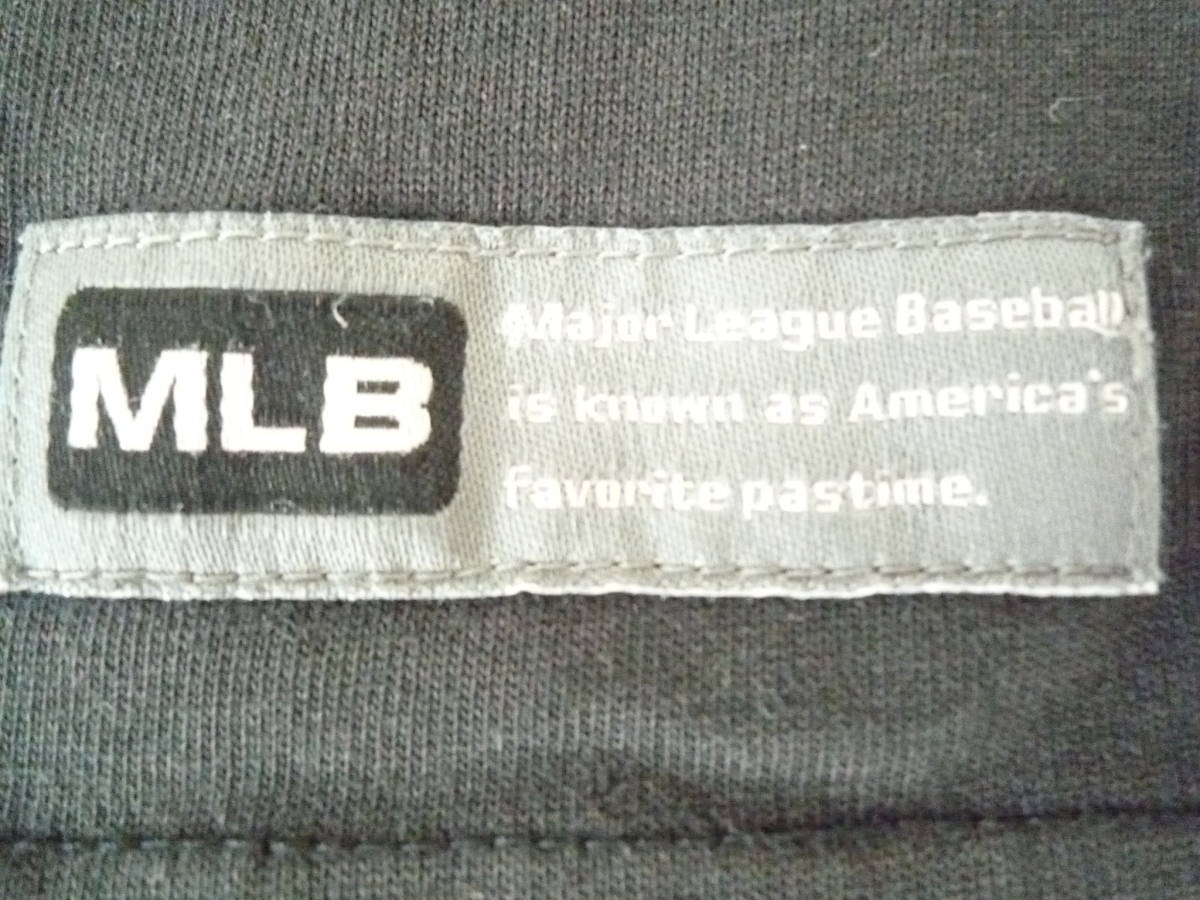 MLB
Major League Baseball
is known as America's
favorite pastime.